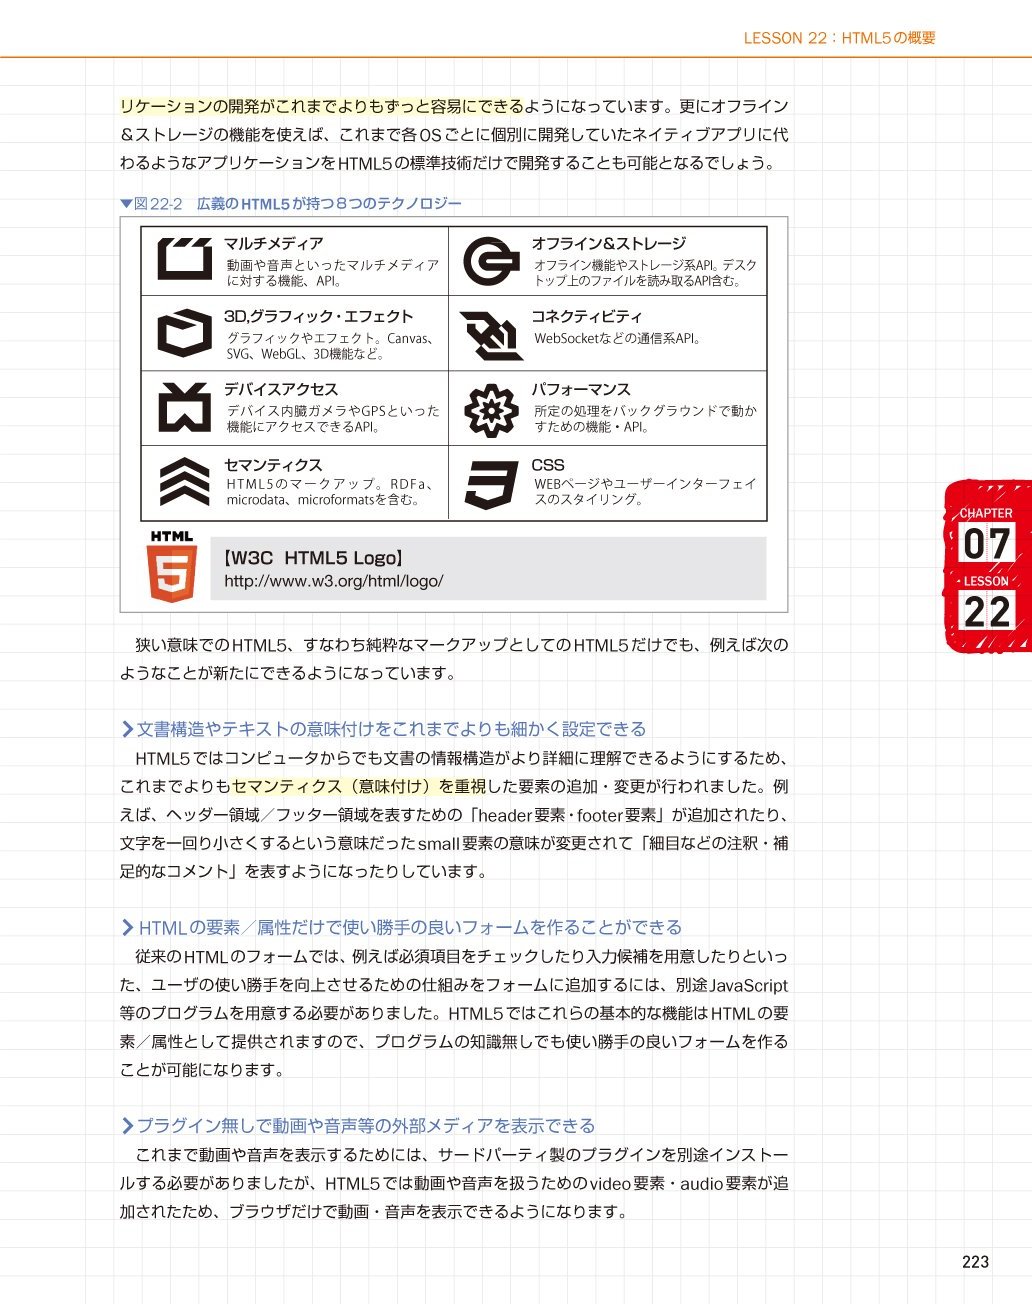 LESSON 22：HTML5の概要
リケーションの開発がこれまでよりもずっと容易にできるようになっています。更にオフライン
＆ストレージの機能を使えば、これまで各OSごとに個別に開発していたネイティブアプリに代
わるようなアプリケーションをHTML5の標準技術だけで開発することも可能となるでしょう。
▼図22-2　広義のHTML5が持つ８つのテクノロジー
マルチメディア
動画や音声といったマルチメディア
に対する機能、API。
オフライン&ストレージ
オフライン機能やストレージ系API。デスク
トップ上のファイルを読み取るAPI含む。
3D,グラフィック・エフェクト
グラフィックやエフェクト。Canvas、
SVG、WebGL、3D機能など。
コネクティビティ
WebSocketなどの通信系API。
デバイスアクセス
デバイス内臓ガメラやGPSといった
機能にアクセスできるAPI。
パフォーマンス
所定の処理をバックグラウンドで動か
すための機能・API。
セマンティクス
HTML5のマークアップ。RDFa、
microdata、microformatsを含む。
CSS
WEBページやユーザーインターフェイ
スのスタイリング。
HTML
5
【W3C HTML5 Logo】
http://www.w3.org/html/logo/
CHAPTER
07
LESSON
22
狭い意味でのHTML5、すなわち純粋なマークアップとしてのHTML5だけでも、例えば次の
ようなことが新たにできるようになっています。
文書構造やテキストの意味付けをこれまでよりも細かく設定できる
HTML5ではコンピュータからでも文書の情報構造がより詳細に理解できるようにするため、
これまでよりもセマンティクス（意味付け）を重視した要素の追加・変更が行われました。例
えば、ヘッダー領域／フッター領域を表すための「header要素・footer要素」が追加されたり、
文字を一回り小さくするという意味だったsmall要素の意味が変更されて「細目などの注釈・補
足的なコメント」を表すようになったりしています。
HTMLの要素／属性だけで使い勝手の良いフォームを作ることができる
従来のHTMLのフォームでは、例えば必須項目をチェックしたり入力候補を用意したりといっ
た、ユーザの使い勝手を向上させるための仕組みをフォームに追加するには、別途JavaScript
等のプログラムを用意する必要がありました。HTML5ではこれらの基本的な機能はHTMLの要
素／属性として提供されますので、プログラムの知識無しでも使い勝手の良いフォームを作る
ことが可能になります。
プラグイン無しで動画や音声等の外部メディアを表示できる
これまで動画や音声を表示するためには、サードパーティ製のプラグインを別途インストー
ルする必要がありましたが、HTML5では動画や音声を扱うためのvideo要素・audio要素が追
加されたため、ブラウザだけで動画・音声を表示できるようになります。
223